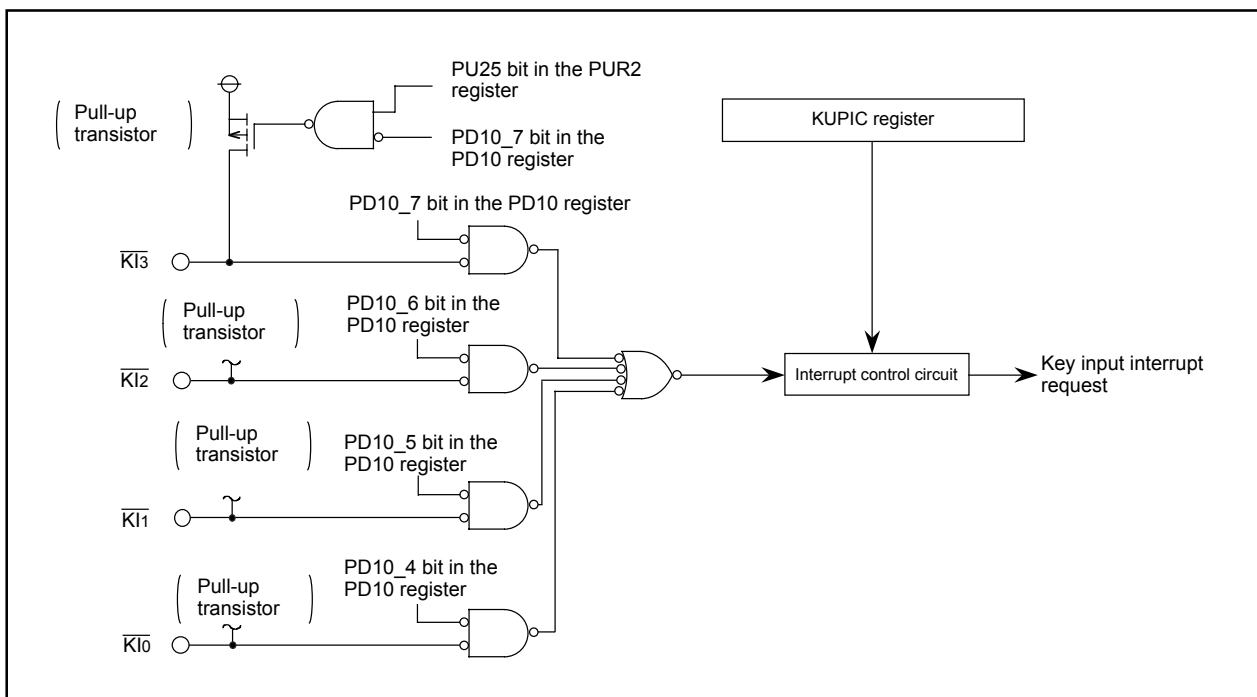 PU25 bit in the PUR2
register
Pull-up
transistor
PD10_7 bit in the
PD10 register
KUPIC register
PD10_7 bit in the PD10 register
KI3
Pull-up
transistor
PD10_6 bit in the
PD10 register
KI2
Interrupt control circuit
Key input interrupt
request
Pull-up
transistor
PD10_5 bit in the
PD10 register
KI1
PD10_4 bit in the
PD10 register
Pull-up
transistor
KI0